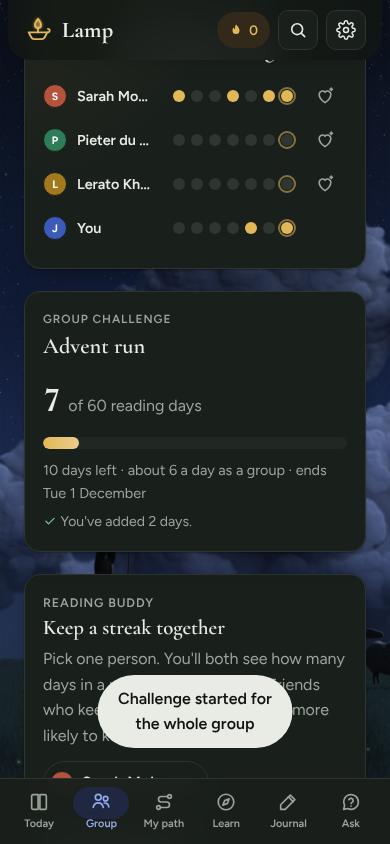 Lamp
0
S Sarah Mo...
P Pieter du ...
L Lerato Kh...
J You
GROUP CHALLENGE
Advent run
7 of 60 reading days
10 days left · about 6 a day as a group · ends
Tue 1 December
✓ You've added 2 days.
READING BUDDY
Keep a streak together
Pick one person. You'll both see how many
days in a
who kee more
likely to k
Challenge started for
the whole group
Today
Group
My path
Learn
Journal
Ask